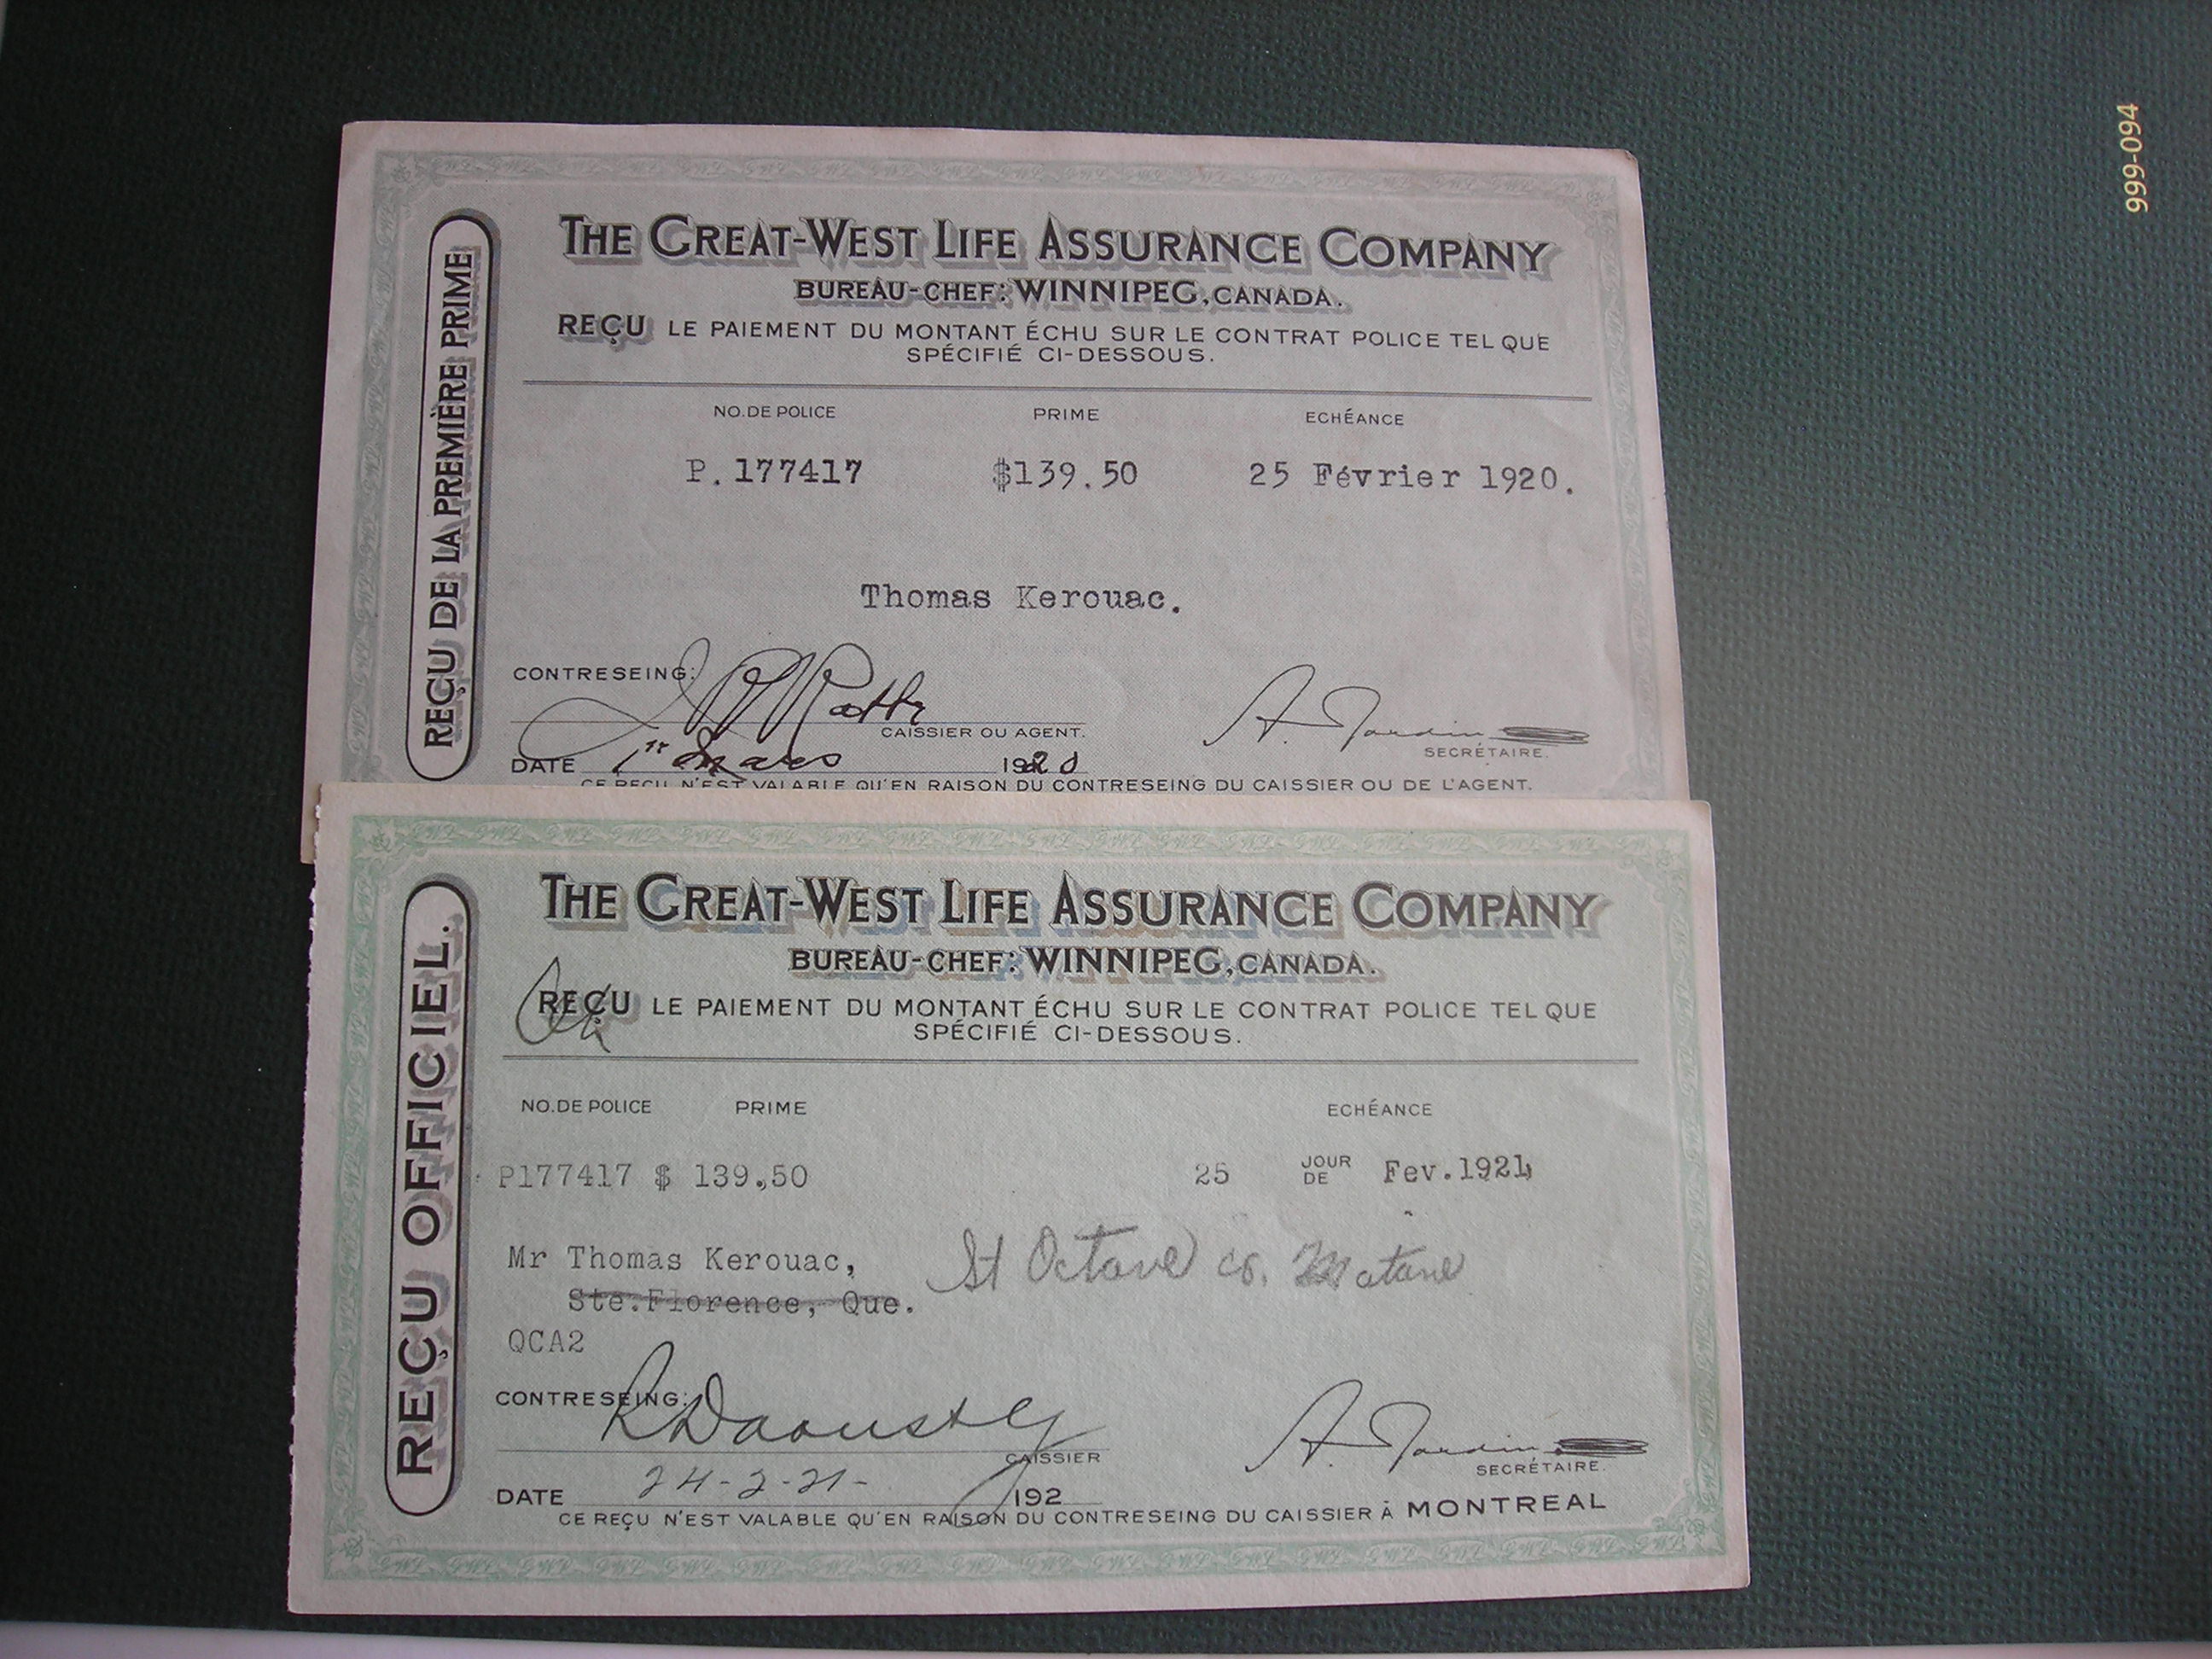 999-094
REÇU DE LA PREMIÈRE PRIME
THE GREAT-WEST LIFE ASSURANCE COMPANY
BUREAU-CHEF: WINNIPEG, CANADA.
REÇU LE PAIEMENT DU MONTANT ÉCHU SUR LE CONTRAT POLICE TEL QUE
SPÉCIFIÉ CI-DESSOUS.
NO. DE POLICE PRIME ECHÉANCE
P. 177417 $139.50 25 Février 1920.
Thomas Kerouac.
CONTRESEING:
CAISSIER OU AGENT.
A. Jardin
SECRÉTAIRE.
DATE 1er Mars 1920
CE REÇU N'EST VALABLE QU'EN RAISON DU CONTRESEING DU CAISSIER OU DE L'AGENT.
REÇU OFFICIEL.
THE GREAT-WEST LIFE ASSURANCE COMPANY
BUREAU-CHEF: WINNIPEG, CANADA.
REÇU LE PAIEMENT DU MONTANT ÉCHU SUR LE CONTRAT POLICE TEL QUE
SPÉCIFIÉ CI-DESSOUS.
NO. DE POLICE PRIME ECHÉANCE
P177417 $ 139.50 25 JOUR DE Fev. 1921
Mr Thomas Kerouac, St Octave co. Matane
Ste. Florence, Que.
QCA2
CONTRESEING: R Daoust
CAISSIER
A. Jardin
SECRÉTAIRE.
DATE 24-2-21- 192
CE REÇU N'EST VALABLE QU'EN RAISON DU CONTRESEING DU CAISSIER À MONTREAL